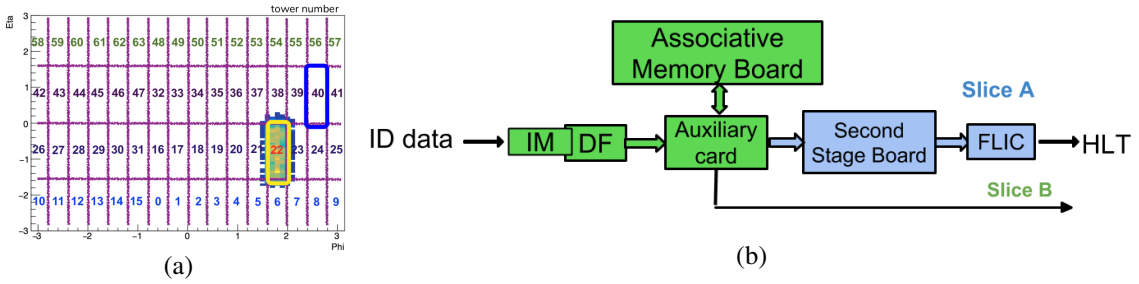 tower number
Eta
3
58 59 60 61 62 63 48 49 50 51 52 53 54 55 56 57
2
1
42 43 44 45 46 47 32 33 34 35 36 37 38 39 40 41
0
26 27 28 29 30 31 16 17 18 19 20 21 22 23 24 25
−1
−2
10 11 12 13 14 15 0 1 2 3 4 5 6 7 8 9
−3
−3 −2 −1 0 1 2 3
Phi
(a)
Associative
Memory Board
Slice A
ID data
IM
DF
Auxiliary
card
Second
Stage Board
FLIC
HLT
Slice B
(b)